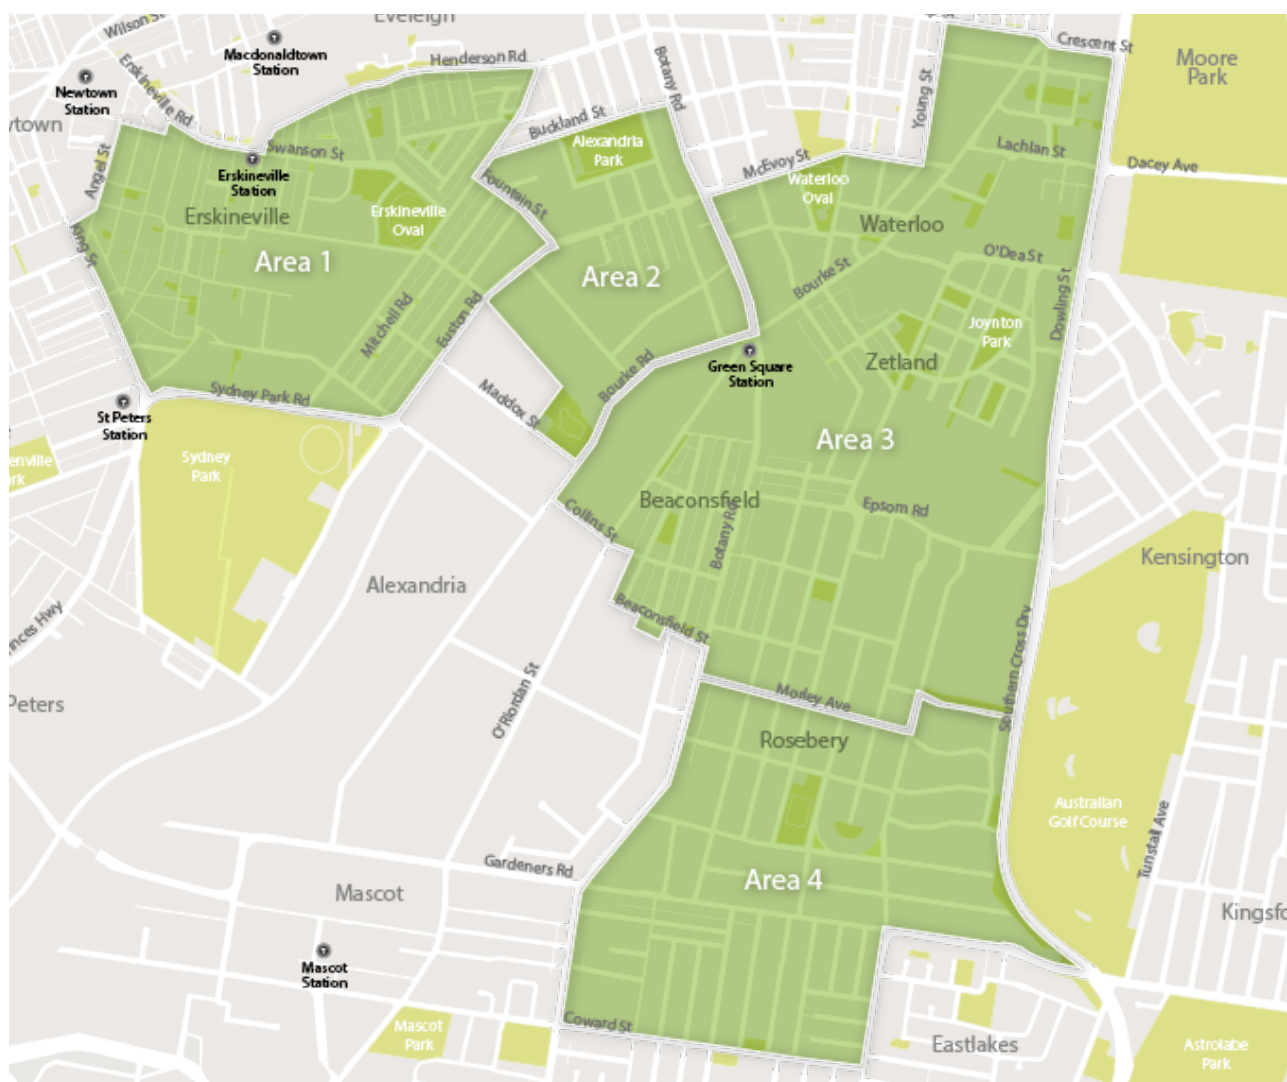 Eveleigh
Wilson St
Crescent St
Macdonaldtown
Station
Henderson Rd
Moore
Park
Erskineville Rd
Botany Rd
Newtown
Station
Young St
Buckland St
wtown
Alexandria
Park
Lachlan St
Swanson St
McEvoy St
Dacey Ave
Angel St
Erskineville
Station
Fountain St
Waterloo
Oval
Erskineville
Erskineville
Oval
Waterloo
King St
O'Dea St
Area 1
Area 2
Bourke St
Dowling St
Mitchell Rd
Euston Rd
Joynton
Park
Green Square
Station
Zetland
Bourke Rd
Sydney Park Rd
Maddox St
St Peters
Station
Area 3
Sydney
Park
enville
rk
Beaconsfield
Epsom Rd
Collins St
Botany Rd
Kensington
Alexandria
Beaconsfield St
nces Hwy
Southern Cross Drv
O'Riordan St
Morley Ave
Peters
Rosebery
Australian
Golf Course
Tunstall Ave
Gardeners Rd
Area 4
Mascot
Kingsfo
Mascot
Station
Coward St
Mascot
Park
Eastlakes
Astrolabe
Park